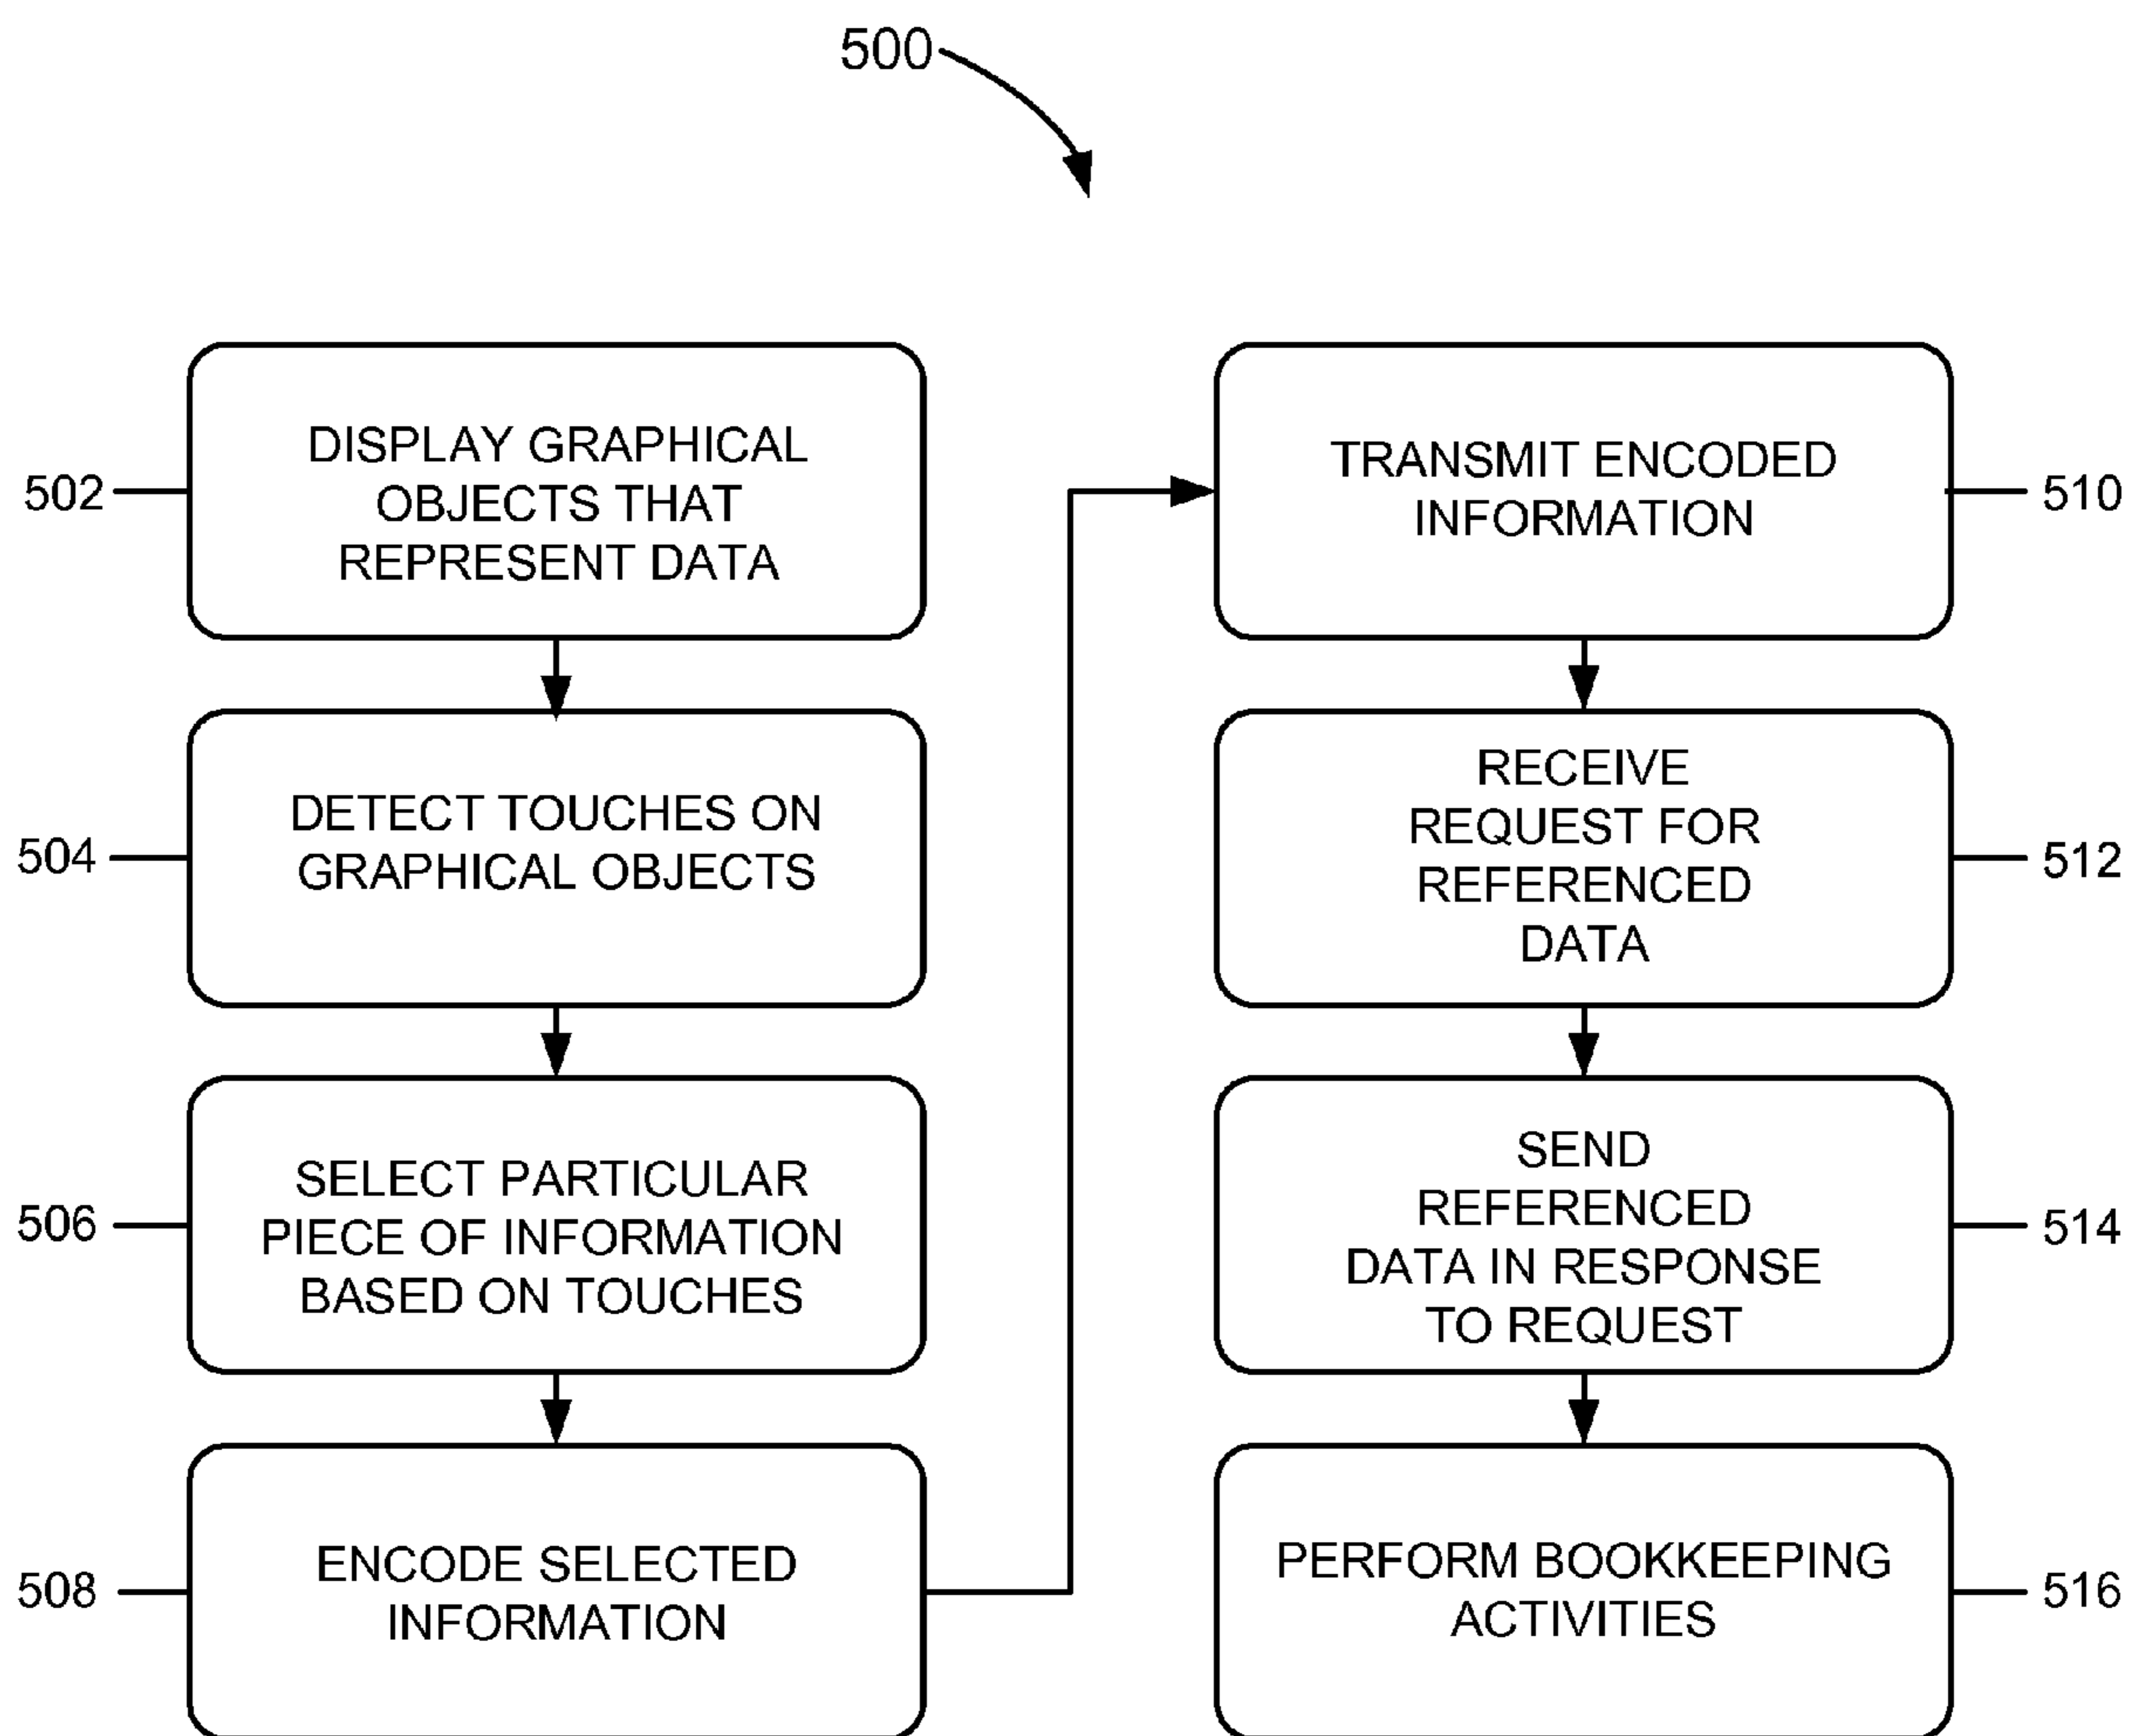 500
502
DISPLAY GRAPHICAL
OBJECTS THAT
REPRESENT DATA
504
DETECT TOUCHES ON
GRAPHICAL OBJECTS
506
SELECT PARTICULAR
PIECE OF INFORMATION
BASED ON TOUCHES
508
ENCODE SELECTED
INFORMATION
TRANSMIT ENCODED
INFORMATION
510
RECEIVE
REQUEST FOR
REFERENCED
DATA
512
SEND
REFERENCED
DATA IN RESPONSE
TO REQUEST
514
PERFORM BOOKKEEPING
ACTIVITIES
516